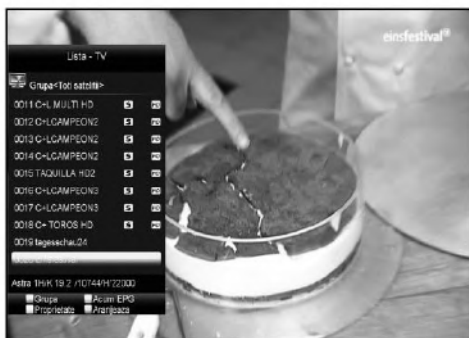 einsfestival
Lista - TV
Grupa<Toti satelitii>
0011 C+L MULTI HD
0012 C+LCAMPEON2
0013 C+LCAMPEON2
0014 C+LCAMPEON2
0015 TAQUILLA HD2
0016 C+LCAMPEON3
0017 C+LCAMPEON3
0018 C+ TOROS HD
0019 tagesschau24
Astra 1H/K 19.2 /10744/H/22000
Grupa Acum EPG
Proprietate Aranjeaza